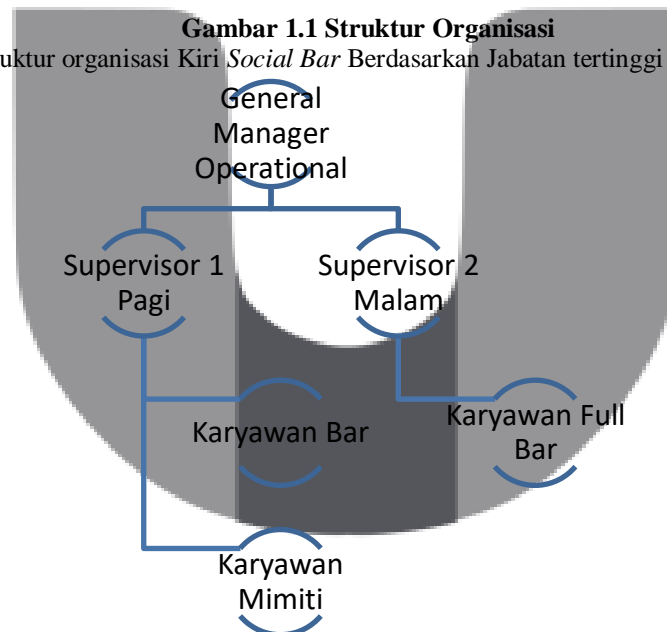 Gambar 1.1 Struktur Organisasi
organisasi Kiri Social Bar Berdasarkan Jabatan tertinggi
General
Manager
Operational
Supervisor 1
Pagi
Supervisor 2
Malam
Karyawan Bar
Karyawan Full
Bar
Karyawan
Mimiti